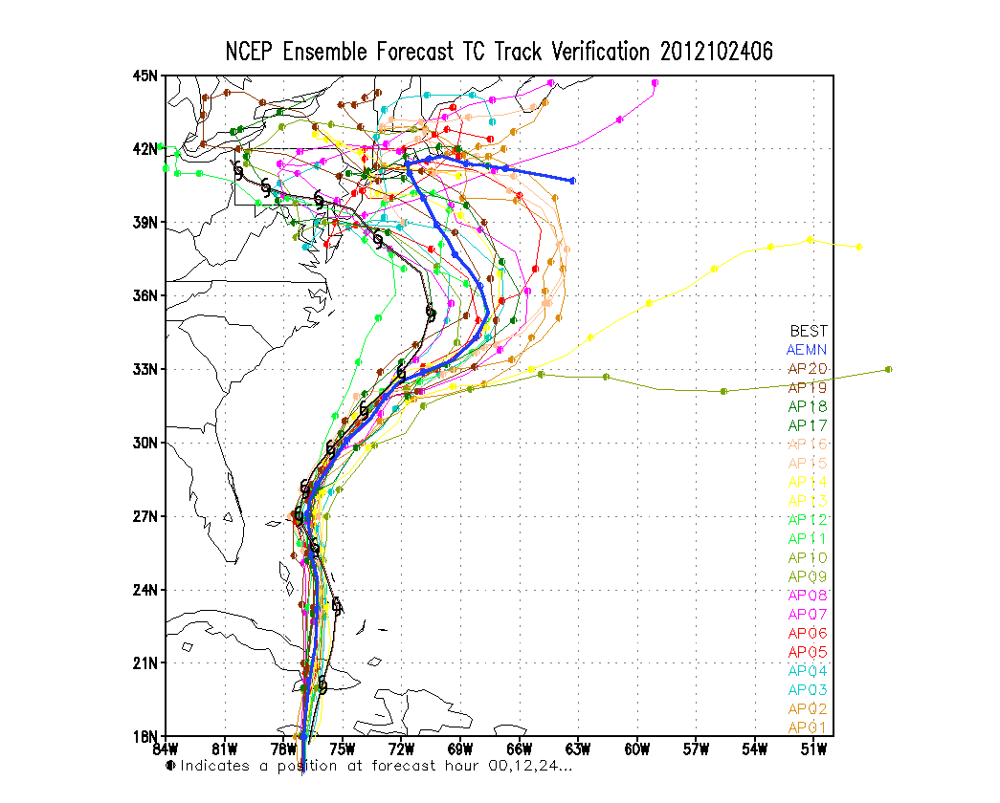 NCEP Ensemble Forecast TC Track Verification 2012102406
45N
42N
39N
36N
33N
30N
27N
24N
21N
18N
BEST
AEMN
AP20
AP19
AP18
AP17
AP16
AP15
AP14
AP13
AP12
AP11
AP10
AP09
AP08
AP07
AP06
AP05
AP04
AP03
AP02
AP01
84W 81W 78W 75W 72W 69W 66W 63W 60W 57W 54W 51W
Indicates a position at forecast hour 00,12,24...